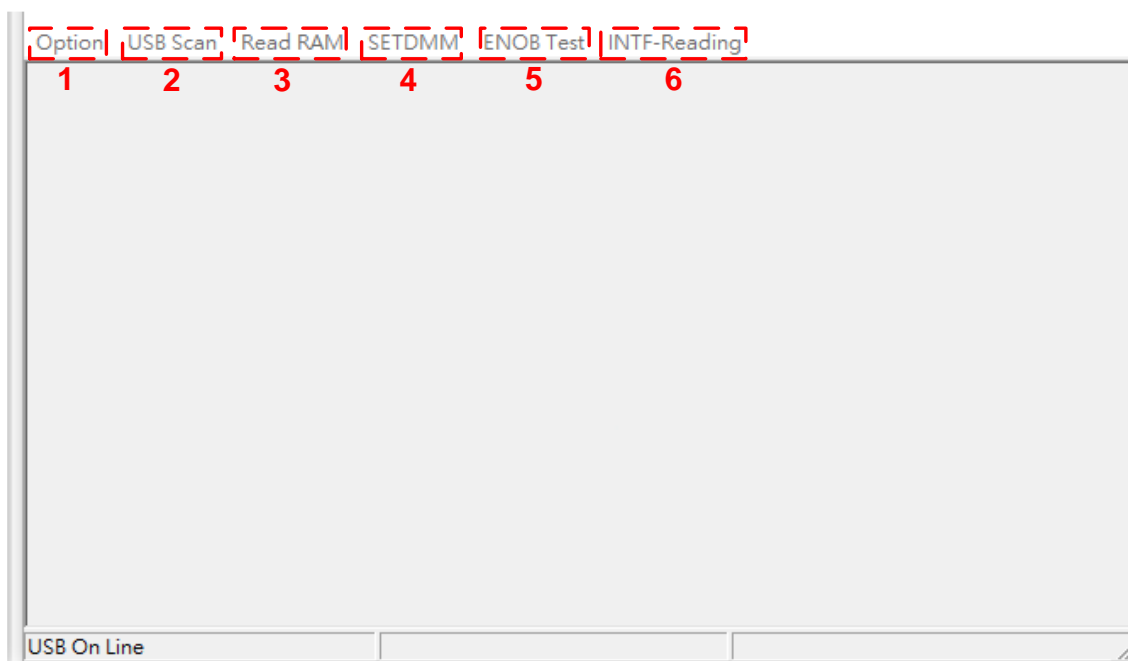 Option USB Scan Read RAM SETDMM ENOB Test INTF-Reading
1 2 3 4 5 6
USB On Line